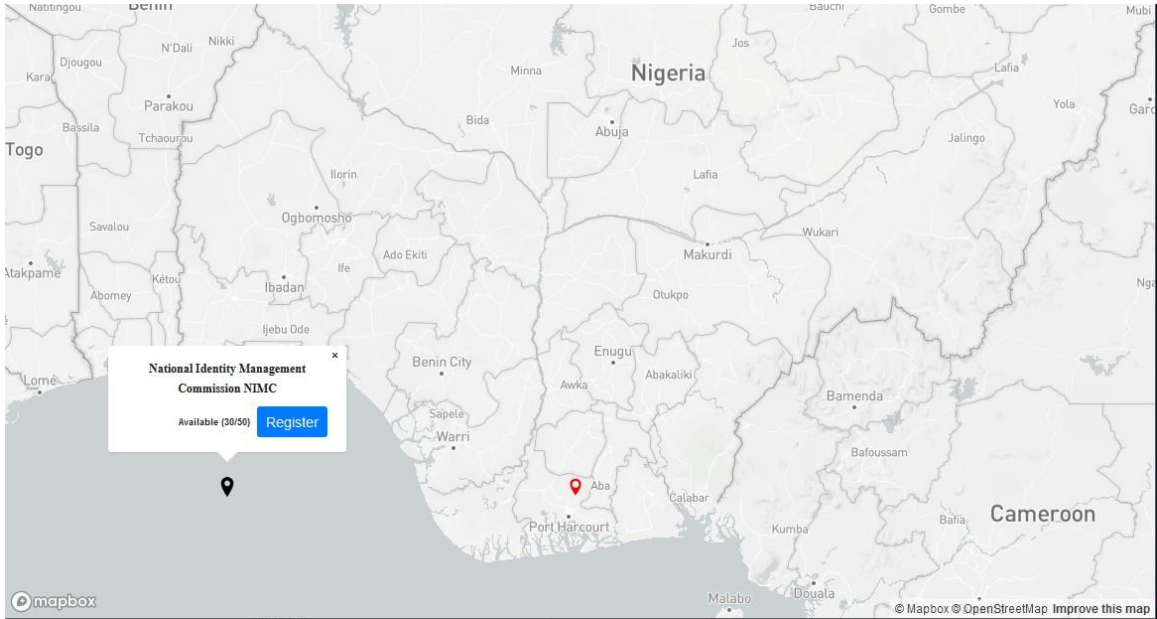 Natitingou
Benin
Bauchi
Gombe
Mubi
N'Dali
Nikki
Jos
Djougou
Kara
Minna
Nigeria
Lafia
Parakou
Yola
Bassila
Tchaourou
Bida
Abuja
Jalingo
Togo
Ilorin
Lafia
Ogbomosho
Savalou
Wukari
Ado Ekiti
Makurdi
Ife
Atakpame
Kétou
Abomey
Ibadan
Otukpo
Ijebu Ode
Enugu
×
National Identity Management
Commission NIMC
Available (30/50) Register
Benin City
Abakaliki
Awka
Lomé
Bamenda
Sapele
Warri
Bafoussam
Aba
Calabar
Port Harcourt
Kumba
Bafia
Cameroon
Malabo
Douala
mapbox
© Mapbox © OpenStreetMap Improve this map